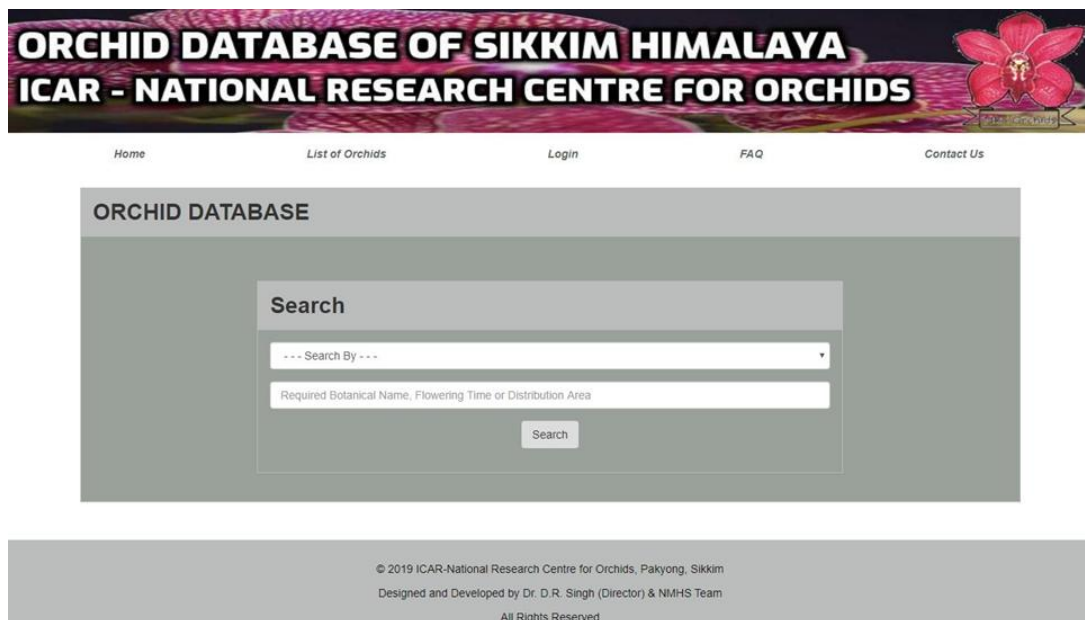 ORCHID DATABASE OF SIKKIM HIMALAYA
ICAR - NATIONAL RESEARCH CENTRE FOR ORCHIDS
Home List of Orchids Login FAQ Contact Us
ORCHID DATABASE
Search
- - - Search By - - -
Required Botanical Name, Flowering Time or Distribution Area
Search
© 2019 ICAR-National Research Centre for Orchids, Pakyong, Sikkim
Designed and Developed by Dr. D.R. Singh (Director) & NMHS Team
All Rights Reserved